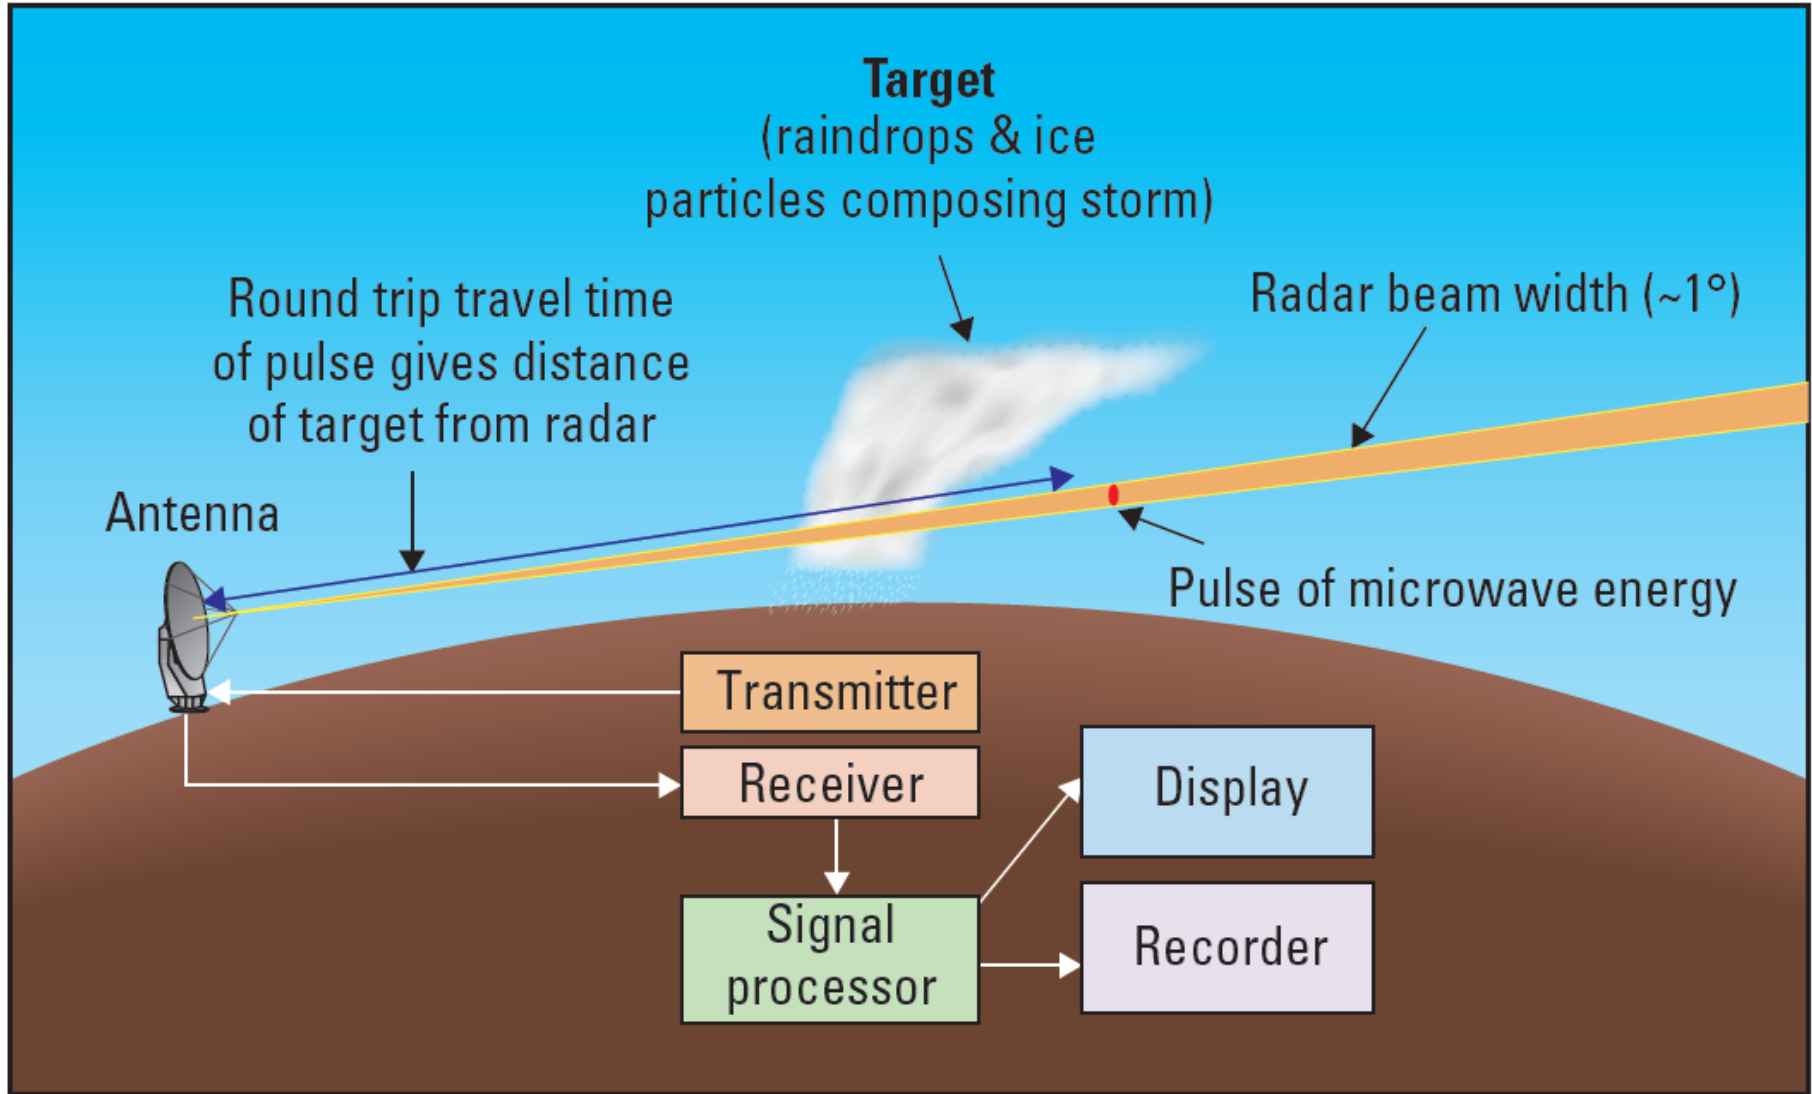 Target
(raindrops & ice
particles composing storm)
Round trip travel time
of pulse gives distance
of target from radar
Radar beam width (~1°)
Antenna
Pulse of microwave energy
Transmitter
Receiver
Display
Signal
processor
Recorder